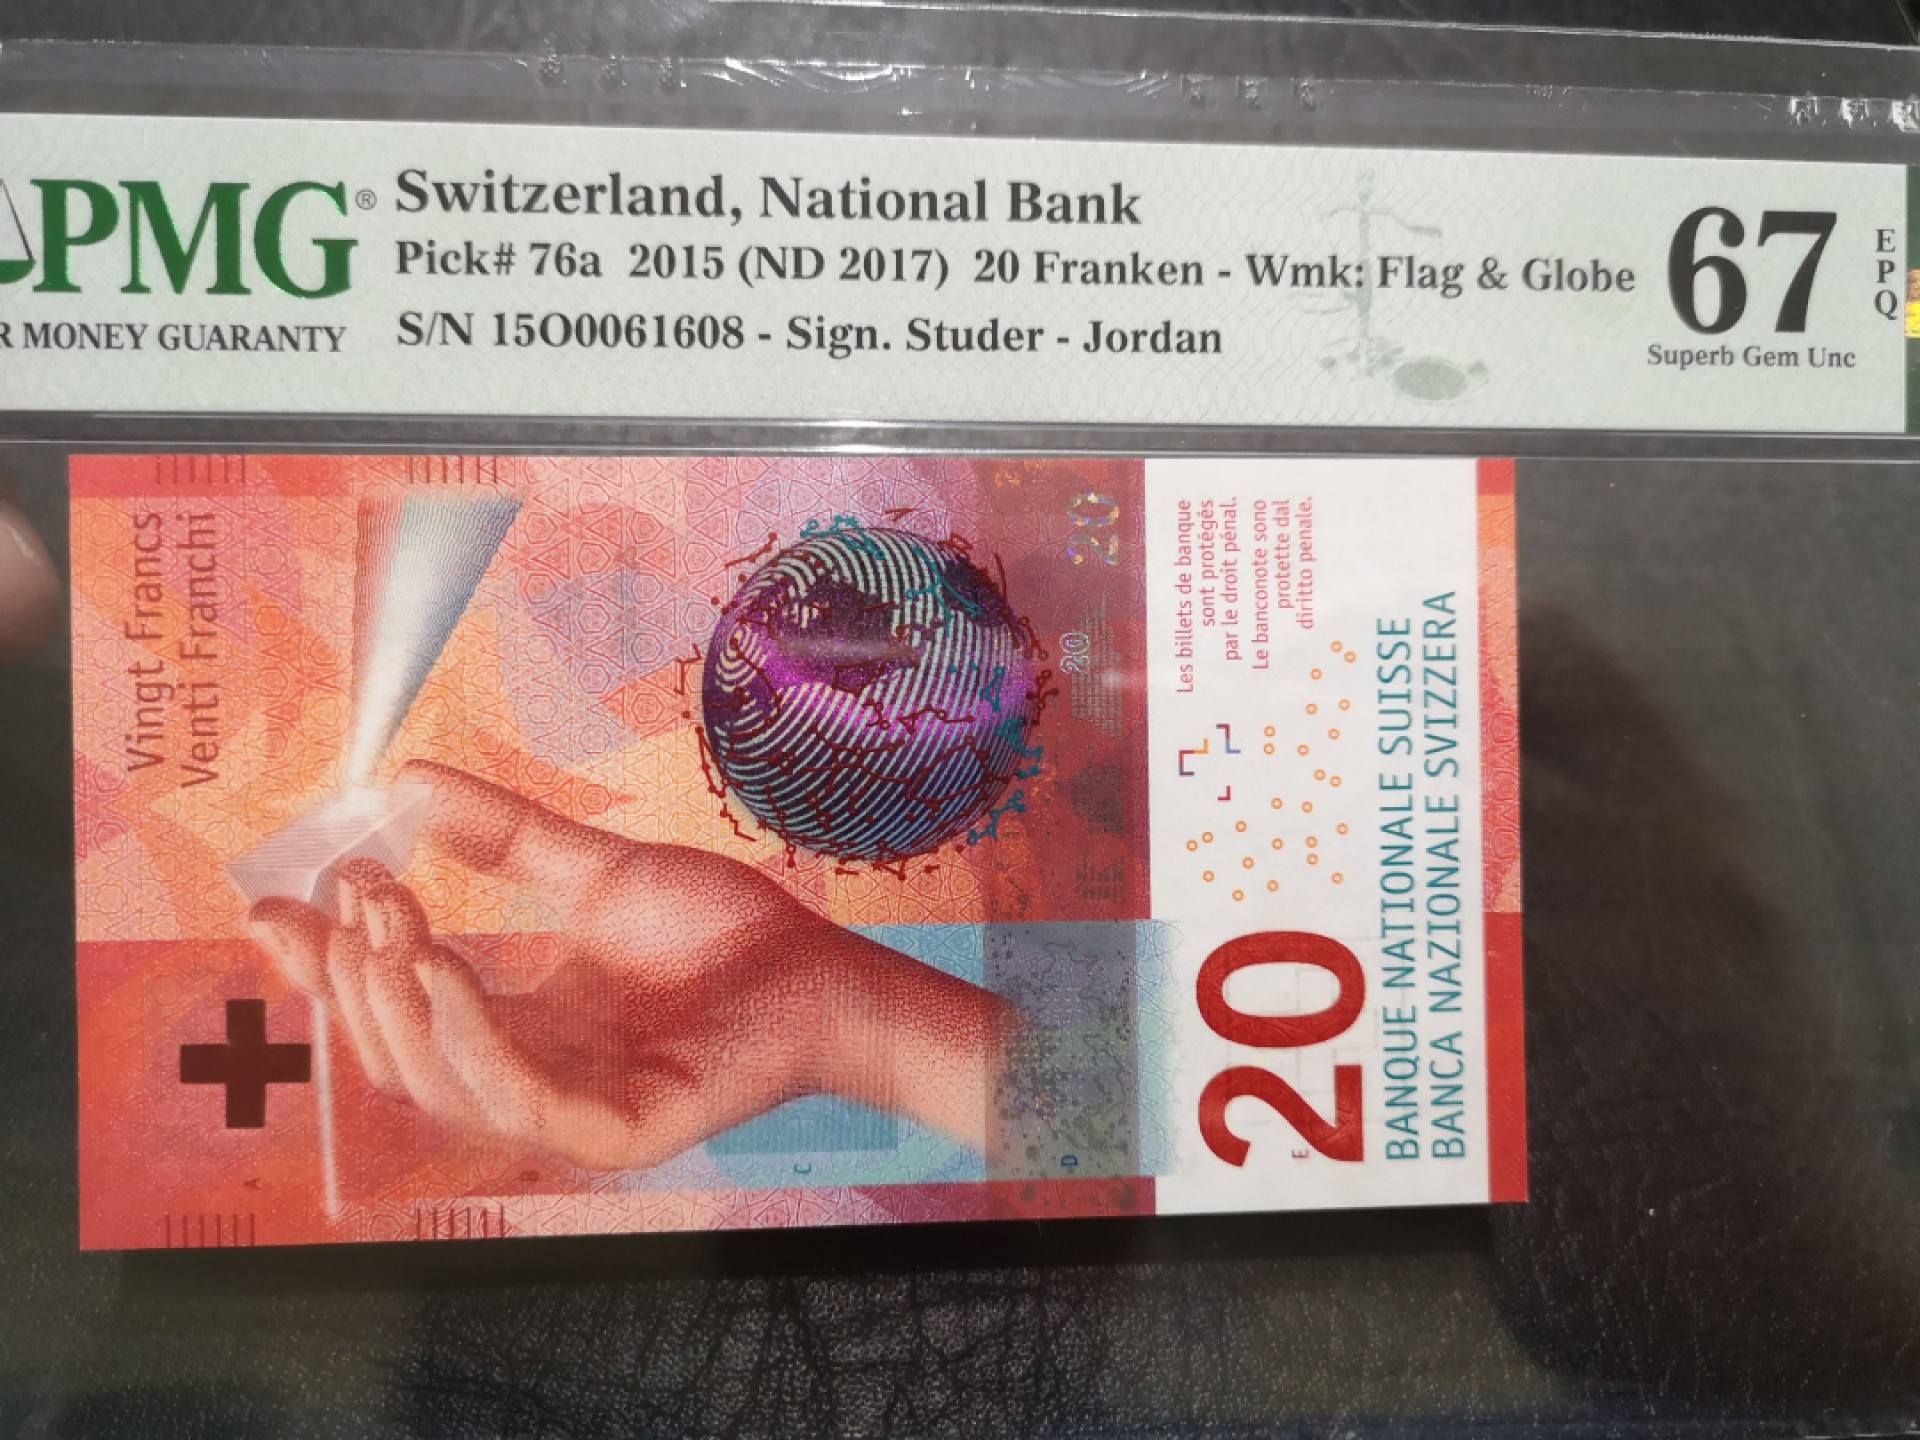 PMG®
R MONEY GUARANTY
Switzerland, National Bank
Pick# 76a 2015 (ND 2017) 20 Franken - Wmk: Flag & Globe
S/N 15O0061608 - Sign. Studer - Jordan
67
EPQ
Superb Gem Unc
Vingt Francs
Venti Franchi
20
20
Les billets de banque
sont protégés
par le droit pénal.
Le banconote sono
protette dal
diritto penale.
20
BANQUE NATIONALE SUISSE
BANCA NAZIONALE SVIZZERA
A
B
C
D
E